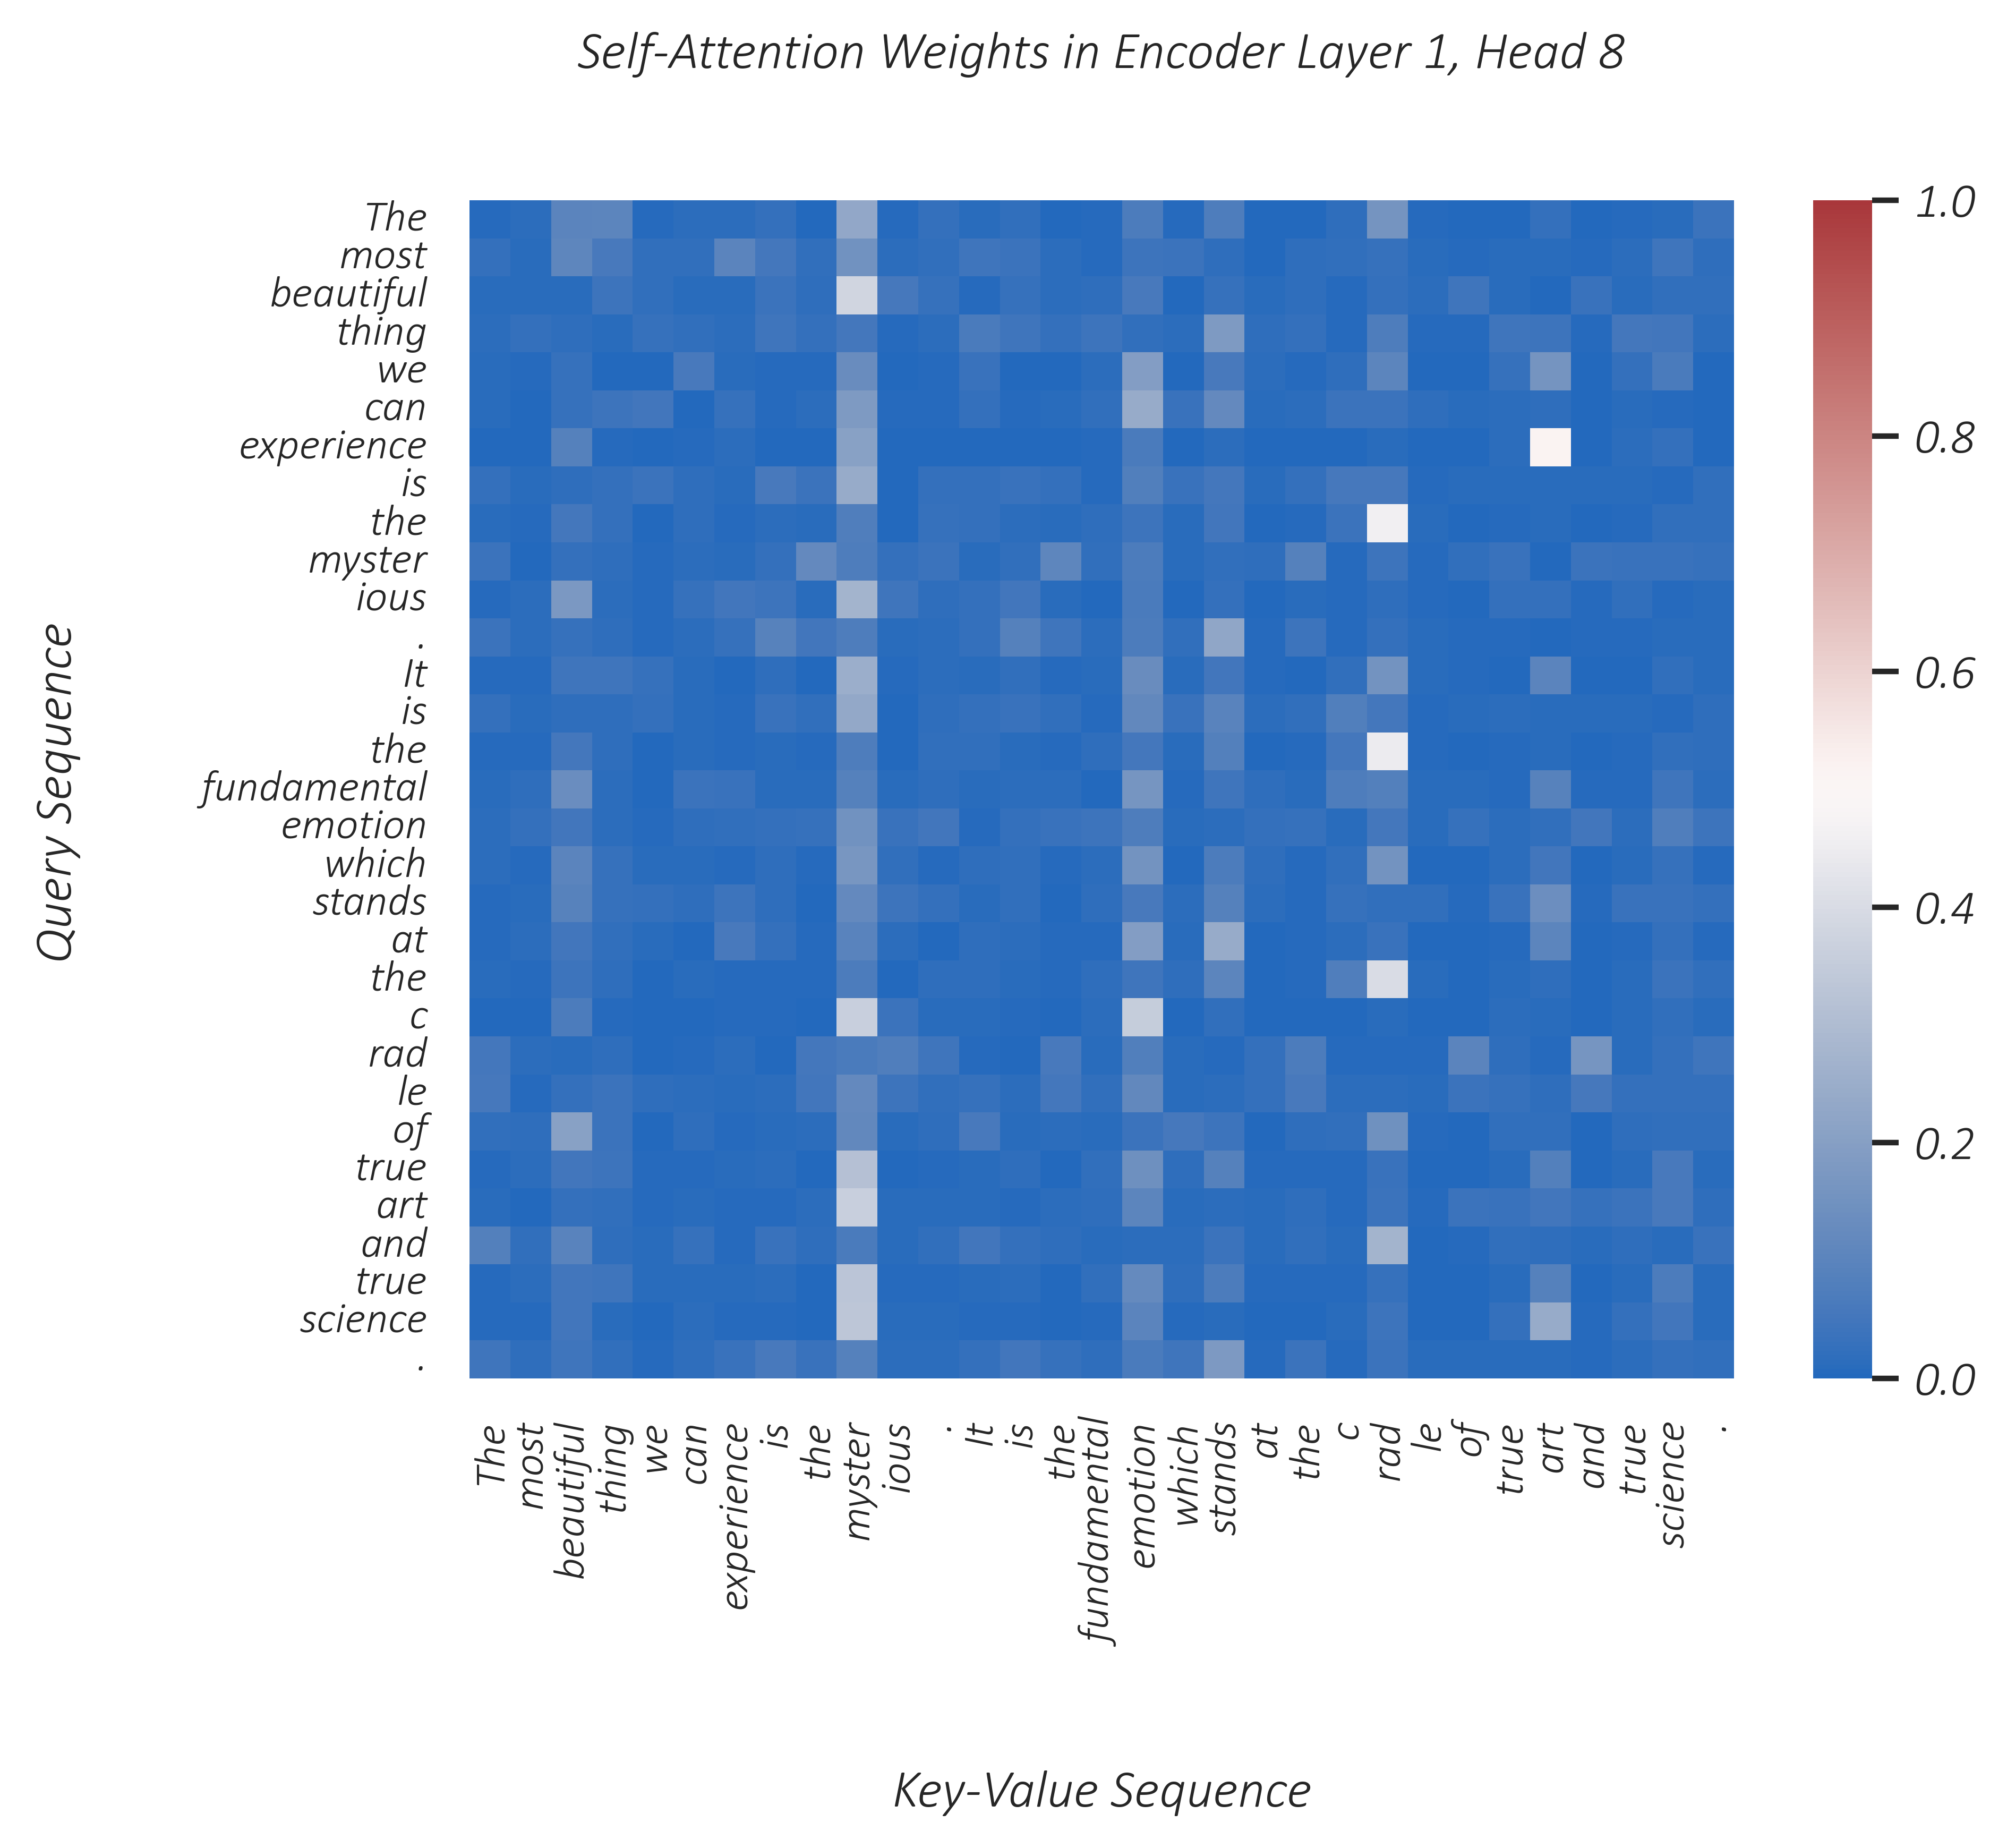 Self-Attention Weights in Encoder Layer 1, Head 8
Query Sequence
The
most
beautiful
thing
we
can
experience
is
the
myster
ious
.
It
is
the
fundamental
emotion
which
stands
at
the
c
rad
le
of
true
art
and
true
science
.
The
most
beautiful
thing
we
can
experience
is
the
myster
ious
.
It
is
the
fundamental
emotion
which
stands
at
the
c
rad
le
of
true
art
and
true
science
.
Key-Value Sequence
1.0
0.8
0.6
0.4
0.2
0.0